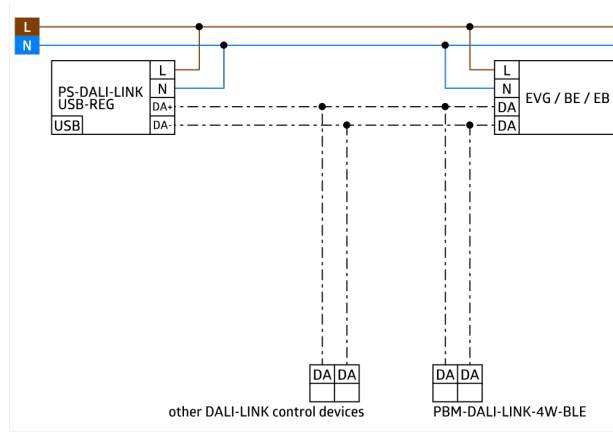 L
N
PS-DALI-LINK
USB-REG
USB
L
N
DA+
DA-
L
N
DA
DA
EVG / BE / EB
DA DA
DA DA
other DALI-LINK control devices
PBM-DALI-LINK-4W-BLE